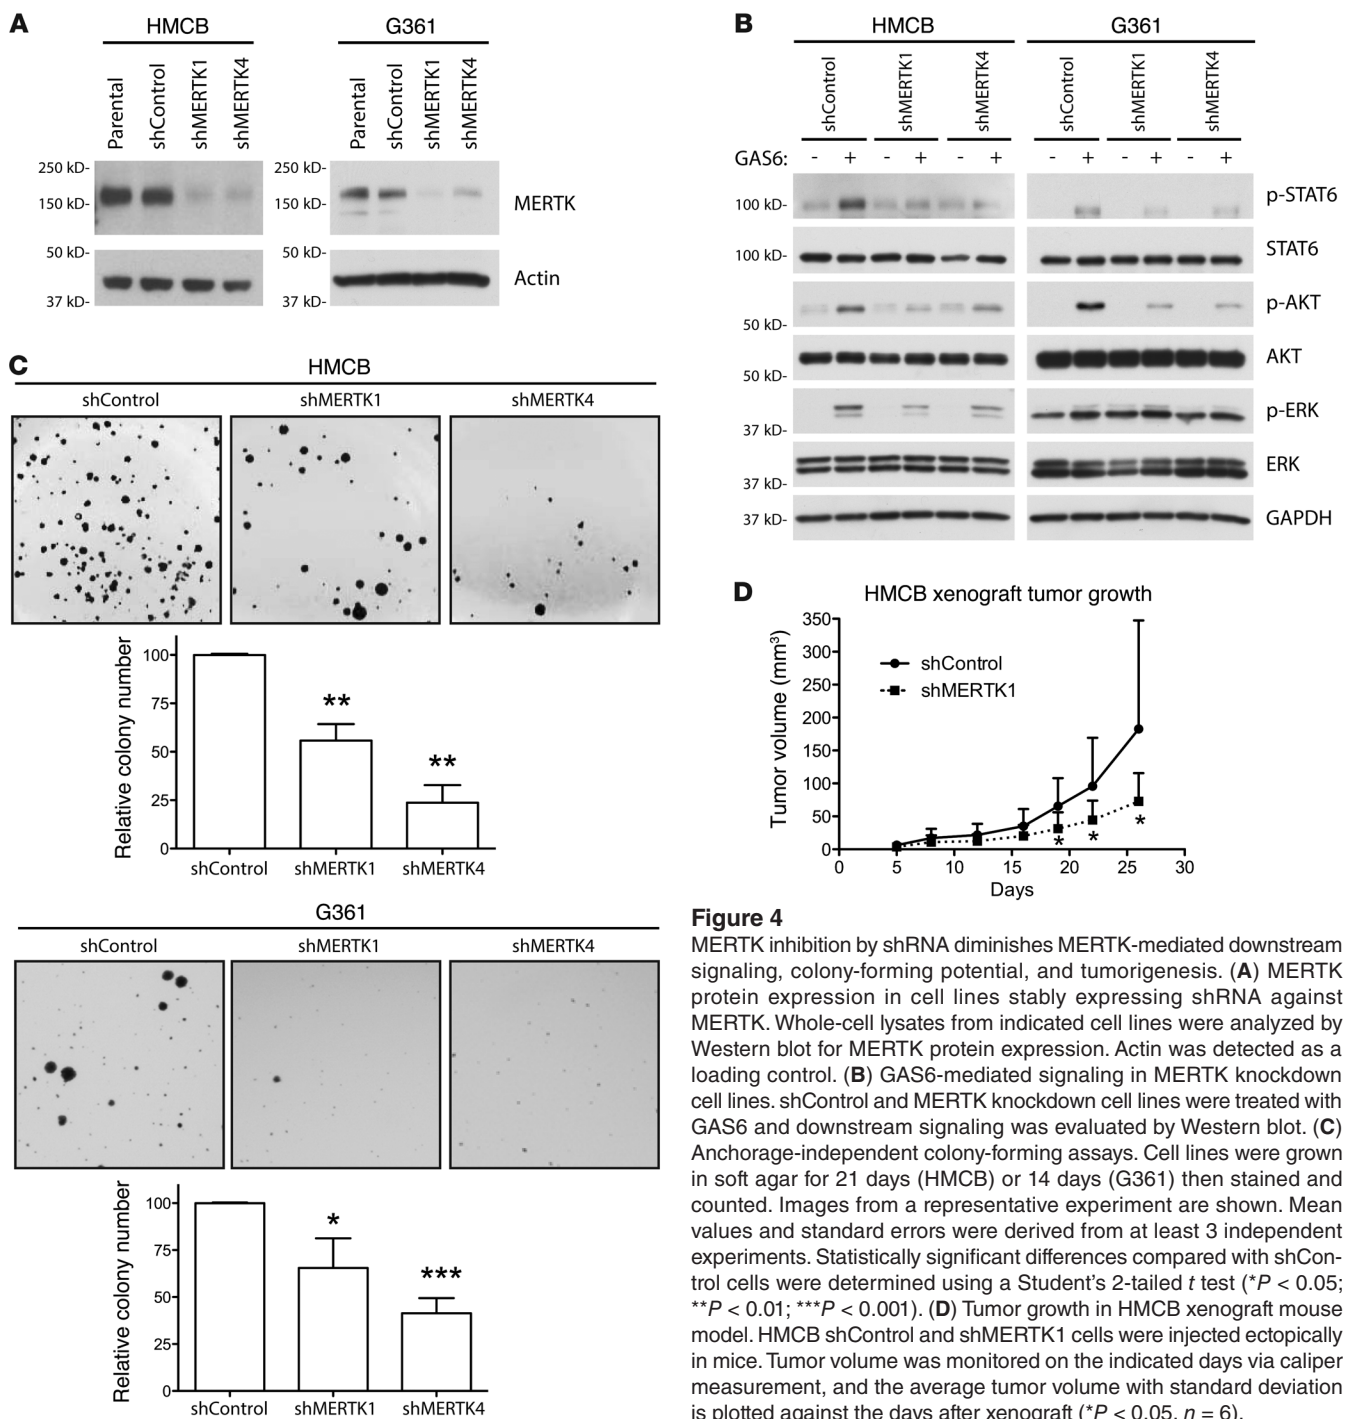 A
HMCB
G361
Parental
shControl
shMERTK1
shMERTK4
Parental
shControl
shMERTK1
shMERTK4
250 kD-
150 kD-
250 kD-
150 kD-
MERTK
50 kD-
37 kD-
50 kD-
37 kD-
Actin
B
HMCB
G361
shControl
shMERTK1
shMERTK4
shControl
shMERTK1
shMERTK4
GAS6: - + - + - + - + - + - +
100 kD-
p-STAT6
100 kD-
STAT6
50 kD-
p-AKT
50 kD-
AKT
37 kD-
p-ERK
37 kD-
ERK
37 kD-
GAPDH
C
HMCB
shControl
shMERTK1
shMERTK4
Relative colony number
100
75
50
25
0
**
**
shControl
shMERTK1
shMERTK4
G361
shControl
shMERTK1
shMERTK4
Relative colony number
100
75
50
25
0
*
***
shControl
shMERTK1
shMERTK4
D
HMCB xenograft tumor growth
Tumor volume (mm³)
350
300
250
200
150
100
50
0
shControl
shMERTK1
* * *
0 5 10 15 20 25 30
Days
Figure 4
MERTK inhibition by shRNA diminishes MERTK-mediated downstream
signaling, colony-forming potential, and tumorigenesis. (A) MERTK
protein expression in cell lines stably expressing shRNA against
MERTK. Whole-cell lysates from indicated cell lines were analyzed by
Western blot for MERTK protein expression. Actin was detected as a
loading control. (B) GAS6-mediated signaling in MERTK knockdown
cell lines. shControl and MERTK knockdown cell lines were treated with
GAS6 and downstream signaling was evaluated by Western blot. (C)
Anchorage-independent colony-forming assays. Cell lines were grown
in soft agar for 21 days (HMCB) or 14 days (G361) then stained and
counted. Images from a representative experiment are shown. Mean
values and standard errors were derived from at least 3 independent
experiments. Statistically significant differences compared with shCon-
trol cells were determined using a Student's 2-tailed t test (*P < 0.05;
**P < 0.01; ***P < 0.001). (D) Tumor growth in HMCB xenograft mouse
model. HMCB shControl and shMERTK1 cells were injected ectopically
in mice. Tumor volume was monitored on the indicated days via caliper
measurement, and the average tumor volume with standard deviation
is plotted against the days after xenograft (*P < 0.05, n = 6).